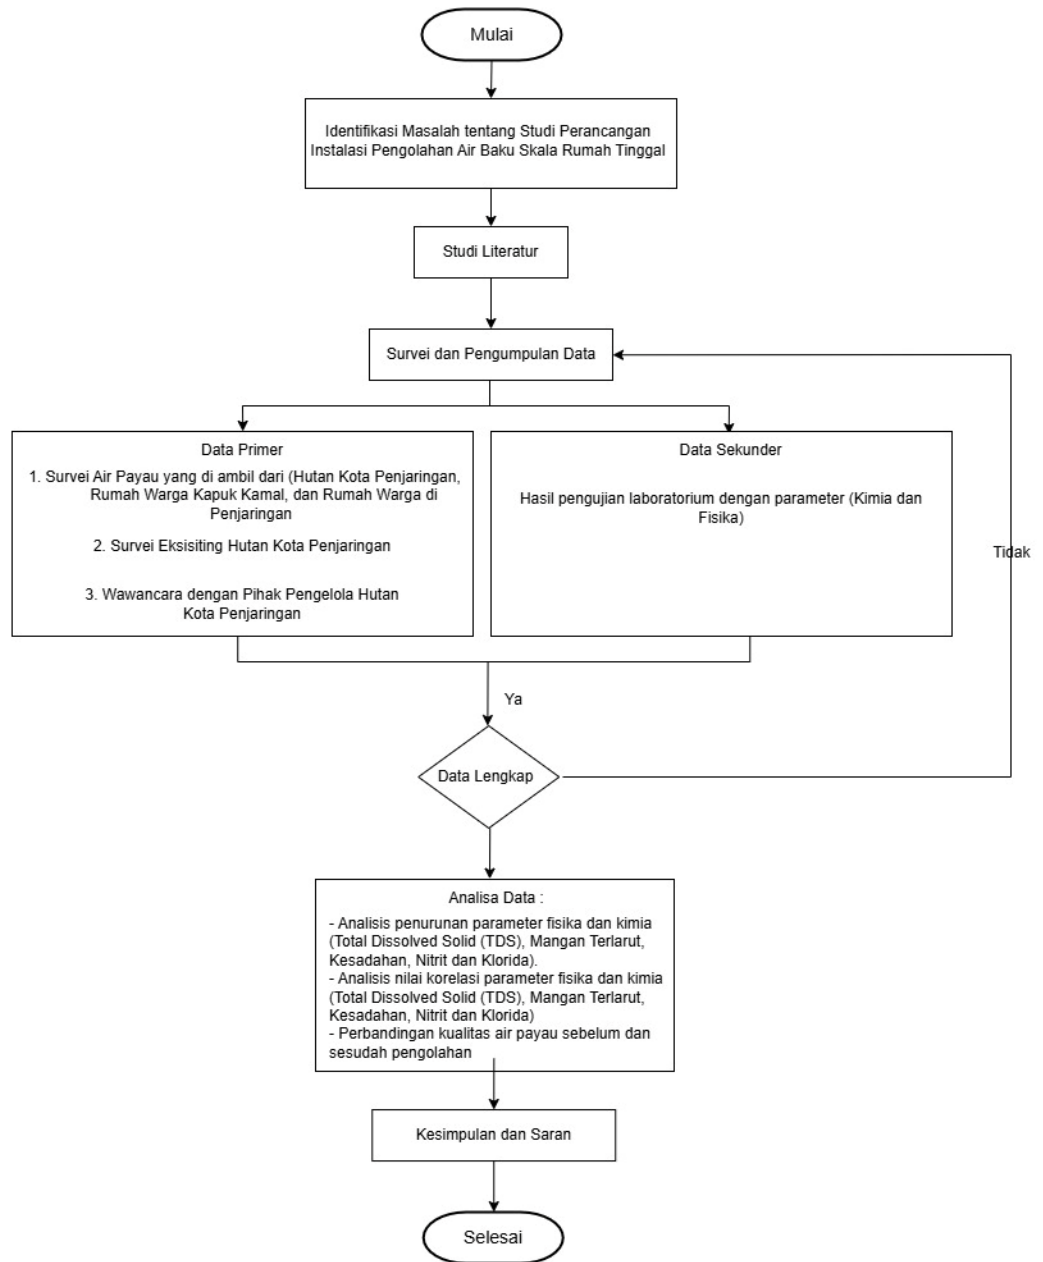 Mulai
Identifikasi Masalah tentang Studi Perancangan
Instalasi Pengolahan Air Baku Skala Rumah Tinggal
Studi Literatur
Survei dan Pengumpulan Data
Data Primer
1. Survei Air Payau yang di ambil dari (Hutan Kota Penjaringan,
Rumah Warga Kapuk Kamal, dan Rumah Warga di
Penjaringan
2. Survei Eksisiting Hutan Kota Penjaringan
3. Wawancara dengan Pihak Pengelola Hutan
Kota Penjaringan
Data Sekunder
Hasil pengujian laboratorium dengan parameter (Kimia dan
Fisika)
Tidak
Ya
Data Lengkap
Analisa Data :
- Analisis penurunan parameter fisika dan kimia
(Total Dissolved Solid (TDS), Mangan Terlarut,
Kesadahan, Nitrit dan Klorida).
- Analisis nilai korelasi parameter fisika dan kimia
(Total Dissolved Solid (TDS), Mangan Terlarut,
Kesadahan, Nitrit dan Klorida)
- Perbandingan kualitas air payau sebelum dan
sesudah pengolahan
Kesimpulan dan Saran
Selesai